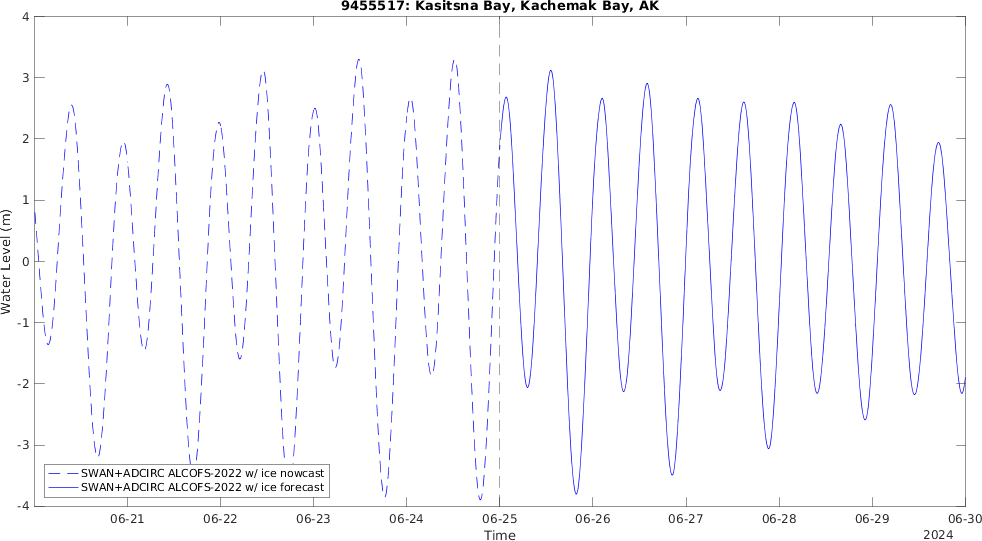 9455517: Kasitsna Bay, Kachemak Bay, AK
4
3
2
1
0
-1
-2
-3
-4
Water Level (m)
SWAN+ADCIRC ALCOFS-2022 w/ ice nowcast
SWAN+ADCIRC ALCOFS-2022 w/ ice forecast
06-21 06-22 06-23 06-24 06-25 06-26 06-27 06-28 06-29 06-30
Time
2024